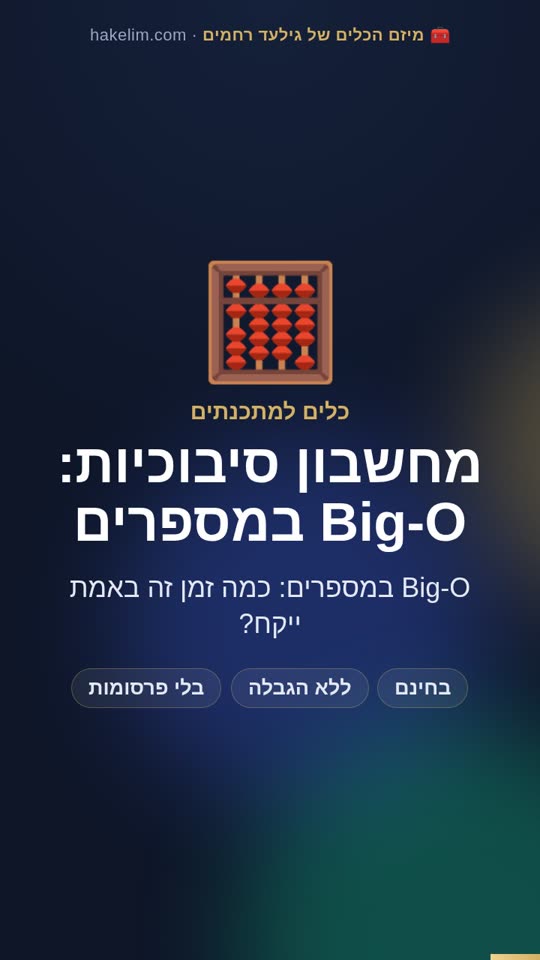 🧰 מיזם הכלים של גילעד רחמים · hakelim.com
כלים למתכנתים
מחשבון סיבוכיות:
Big-O במספרים
Big-O במספרים: כמה זמן זה באמת
ייקח?
בחינם
ללא הגבלה
בלי פרסומות